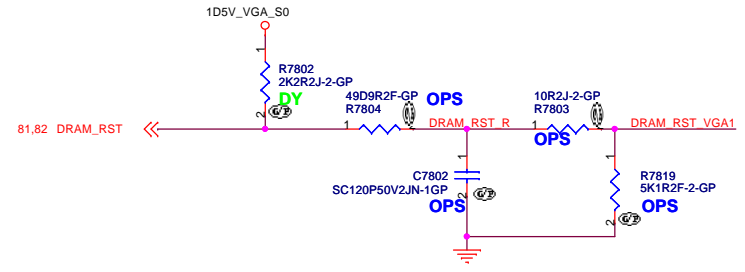 1D5V_VGA_S0
1
R7802
2K2R2J-2-GP
DY
2
G/P
81,82 DRAM_RST
49D9R2F-GP
R7804
1
2
G/P
OPS
DRAM_RST_R
10R2J-2-GP
R7803
1
2
G/P
OPS
DRAM_RST_VGA1
1
C7802
SC120P50V2JN-1GP
2
G/P
OPS
1
R7819
5K1R2F-2-GP
OPS
2
G/P